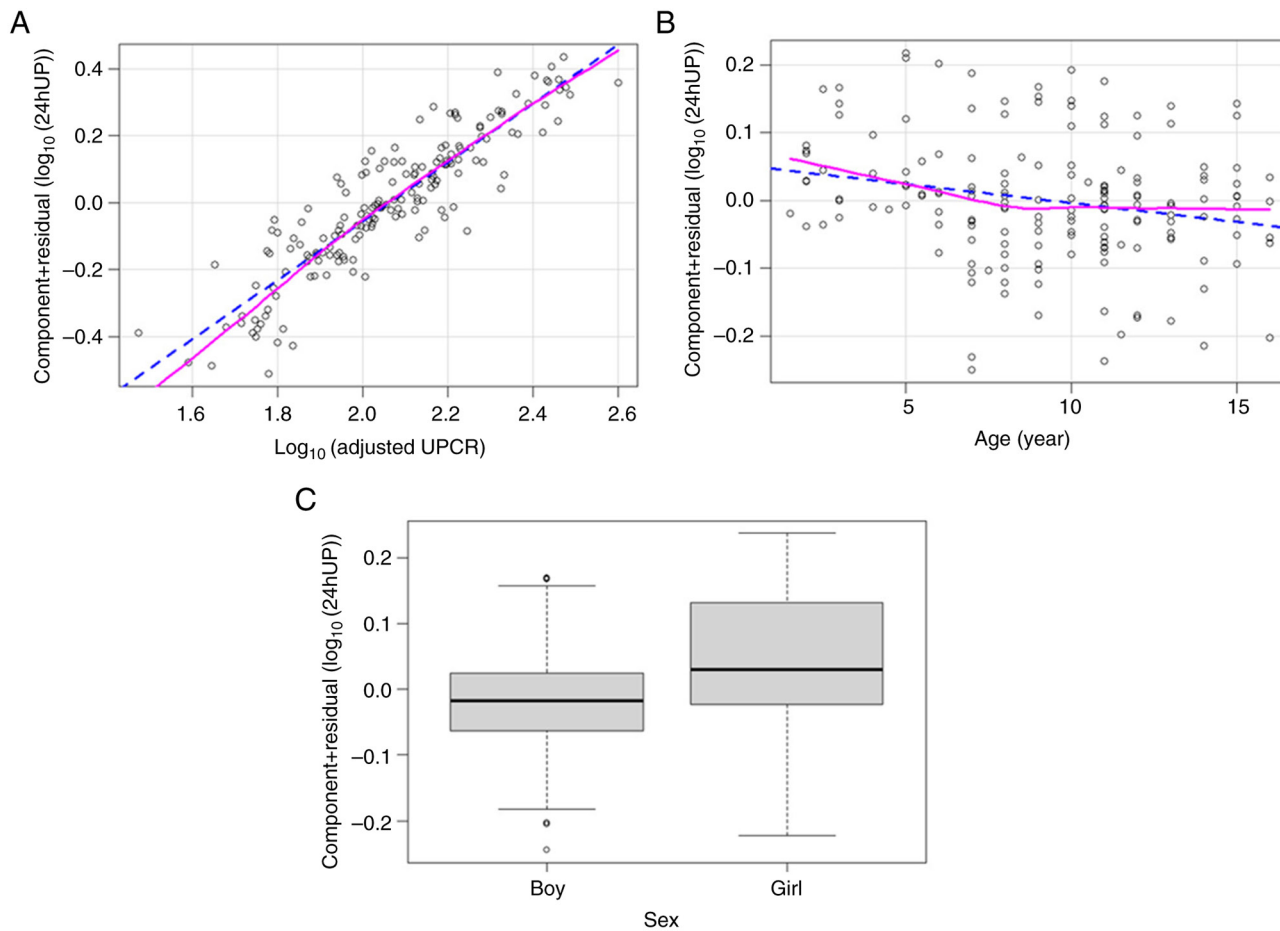 A
Component+residual (log10 (24hUP))
0.4
0.2
0.0
−0.2
−0.4
1.6 1.8 2.0 2.2 2.4 2.6
Log10 (adjusted UPCR)
B
Component+residual (log10 (24hUP))
0.2
0.10
0.0
−0.1
−0.2
5 10 15
Age (year)
C
Component+residual (log10 (24hUP))
0.2
0.1
0.0
−0.1
−0.2
Boy Girl
Sex